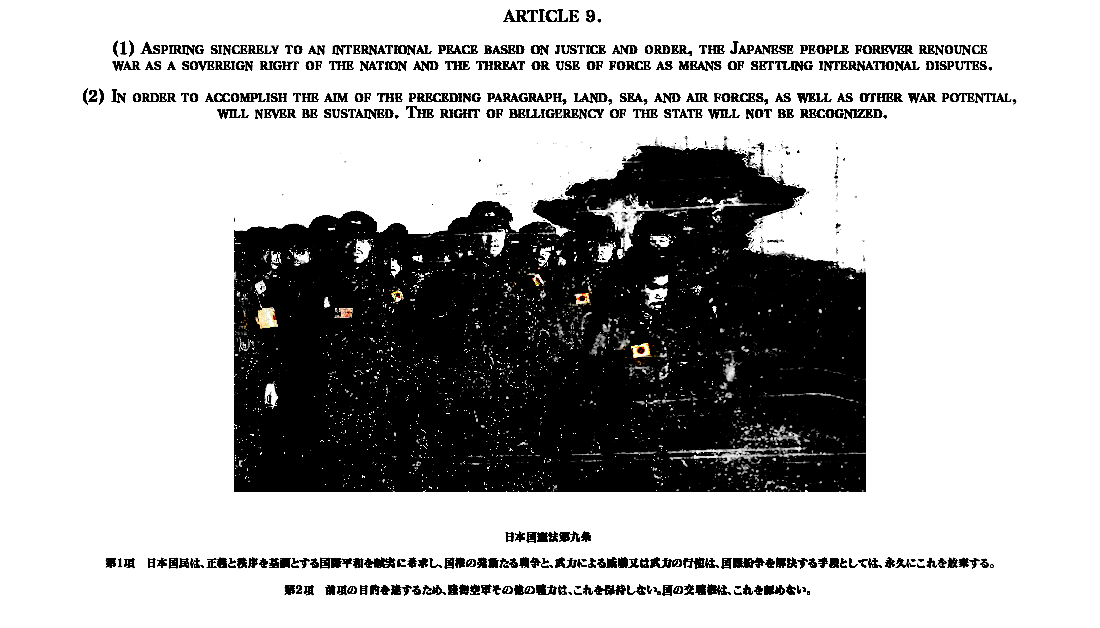 ARTICLE 9.
(1) ASPIRING SINCERELY TO AN INTERNATIONAL PEACE BASED ON JUSTICE AND ORDER, THE JAPANESE PEOPLE FOREVER RENOUNCE
WAR AS A SOVEREIGN RIGHT OF THE NATION AND THE THREAT OR USE OF FORCE AS MEANS OF SETTLING INTERNATIONAL DISPUTES.
(2) IN ORDER TO ACCOMPLISH THE AIM OF THE PRECEDING PARAGRAPH, LAND, SEA, AND AIR FORCES, AS WELL AS OTHER WAR POTENTIAL,
WILL NEVER BE SUSTAINED. THE RIGHT OF BELLIGERENCY OF THE STATE WILL NOT BE RECOGNIZED.
日本国憲法第九条
第1項　日本国民は、正義と秩序を基調とする国際平和を誠実に希求し、国権の発動たる戦争と、武力による威嚇又は武力の行使は、国際紛争を解決する手段としては、永久にこれを放棄する。
第2項　前項の目的を達するため、陸海空軍その他の戦力は、これを保持しない。国の交戦権は、これを認めない。